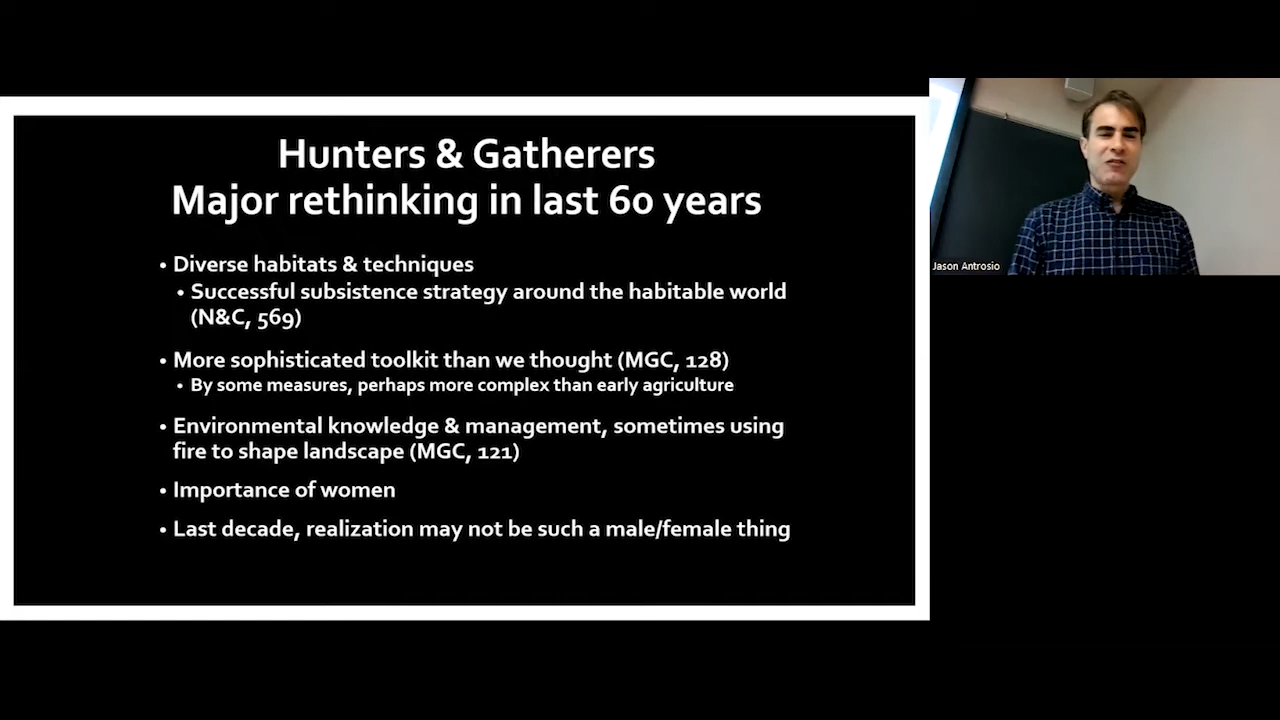 Hunters & Gatherers
Major rethinking in last 60 years
• Diverse habitats & techniques
• Successful subsistence strategy around the habitable world
(N&C, 569)
• More sophisticated toolkit than we thought (MGC, 128)
• By some measures, perhaps more complex than early agriculture
• Environmental knowledge & management, sometimes using
fire to shape landscape (MGC, 121)
• Importance of women
• Last decade, realization may not be such a male/female thing
Jason Antrosio